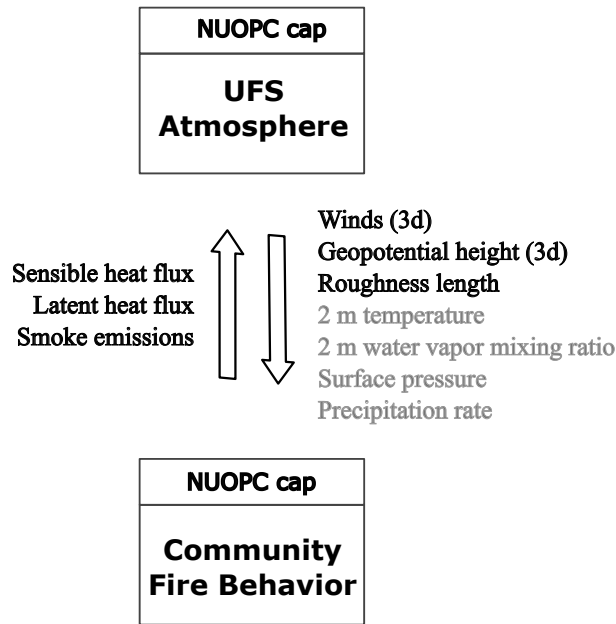 NUOPC cap
UFS
Atmosphere
Sensible heat flux
Latent heat flux
Smoke emissions
Winds (3d)
Geopotential height (3d)
Roughness length
2 m temperature
2 m water vapor mixing ratio
Surface pressure
Precipitation rate
NUOPC cap
Community
Fire Behavior